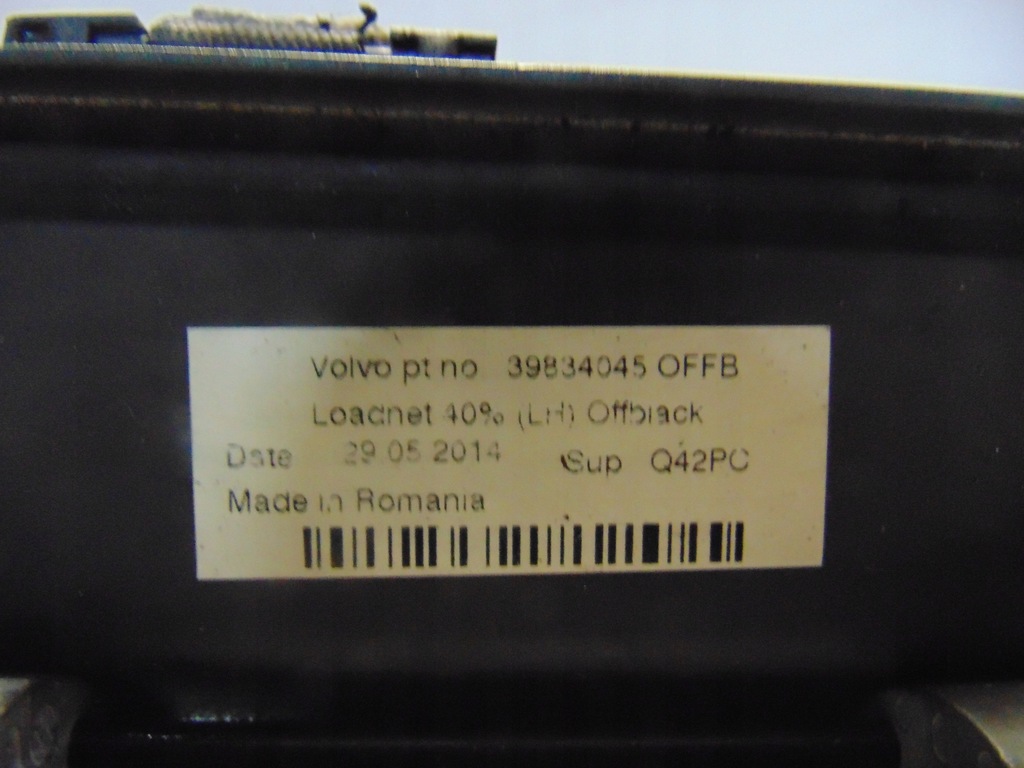 Volvo pt no 39834045 OFFB
Loadnet 40% (LH) Offblack
Date 29.05.2014 Sup Q42PC
Made in Romania